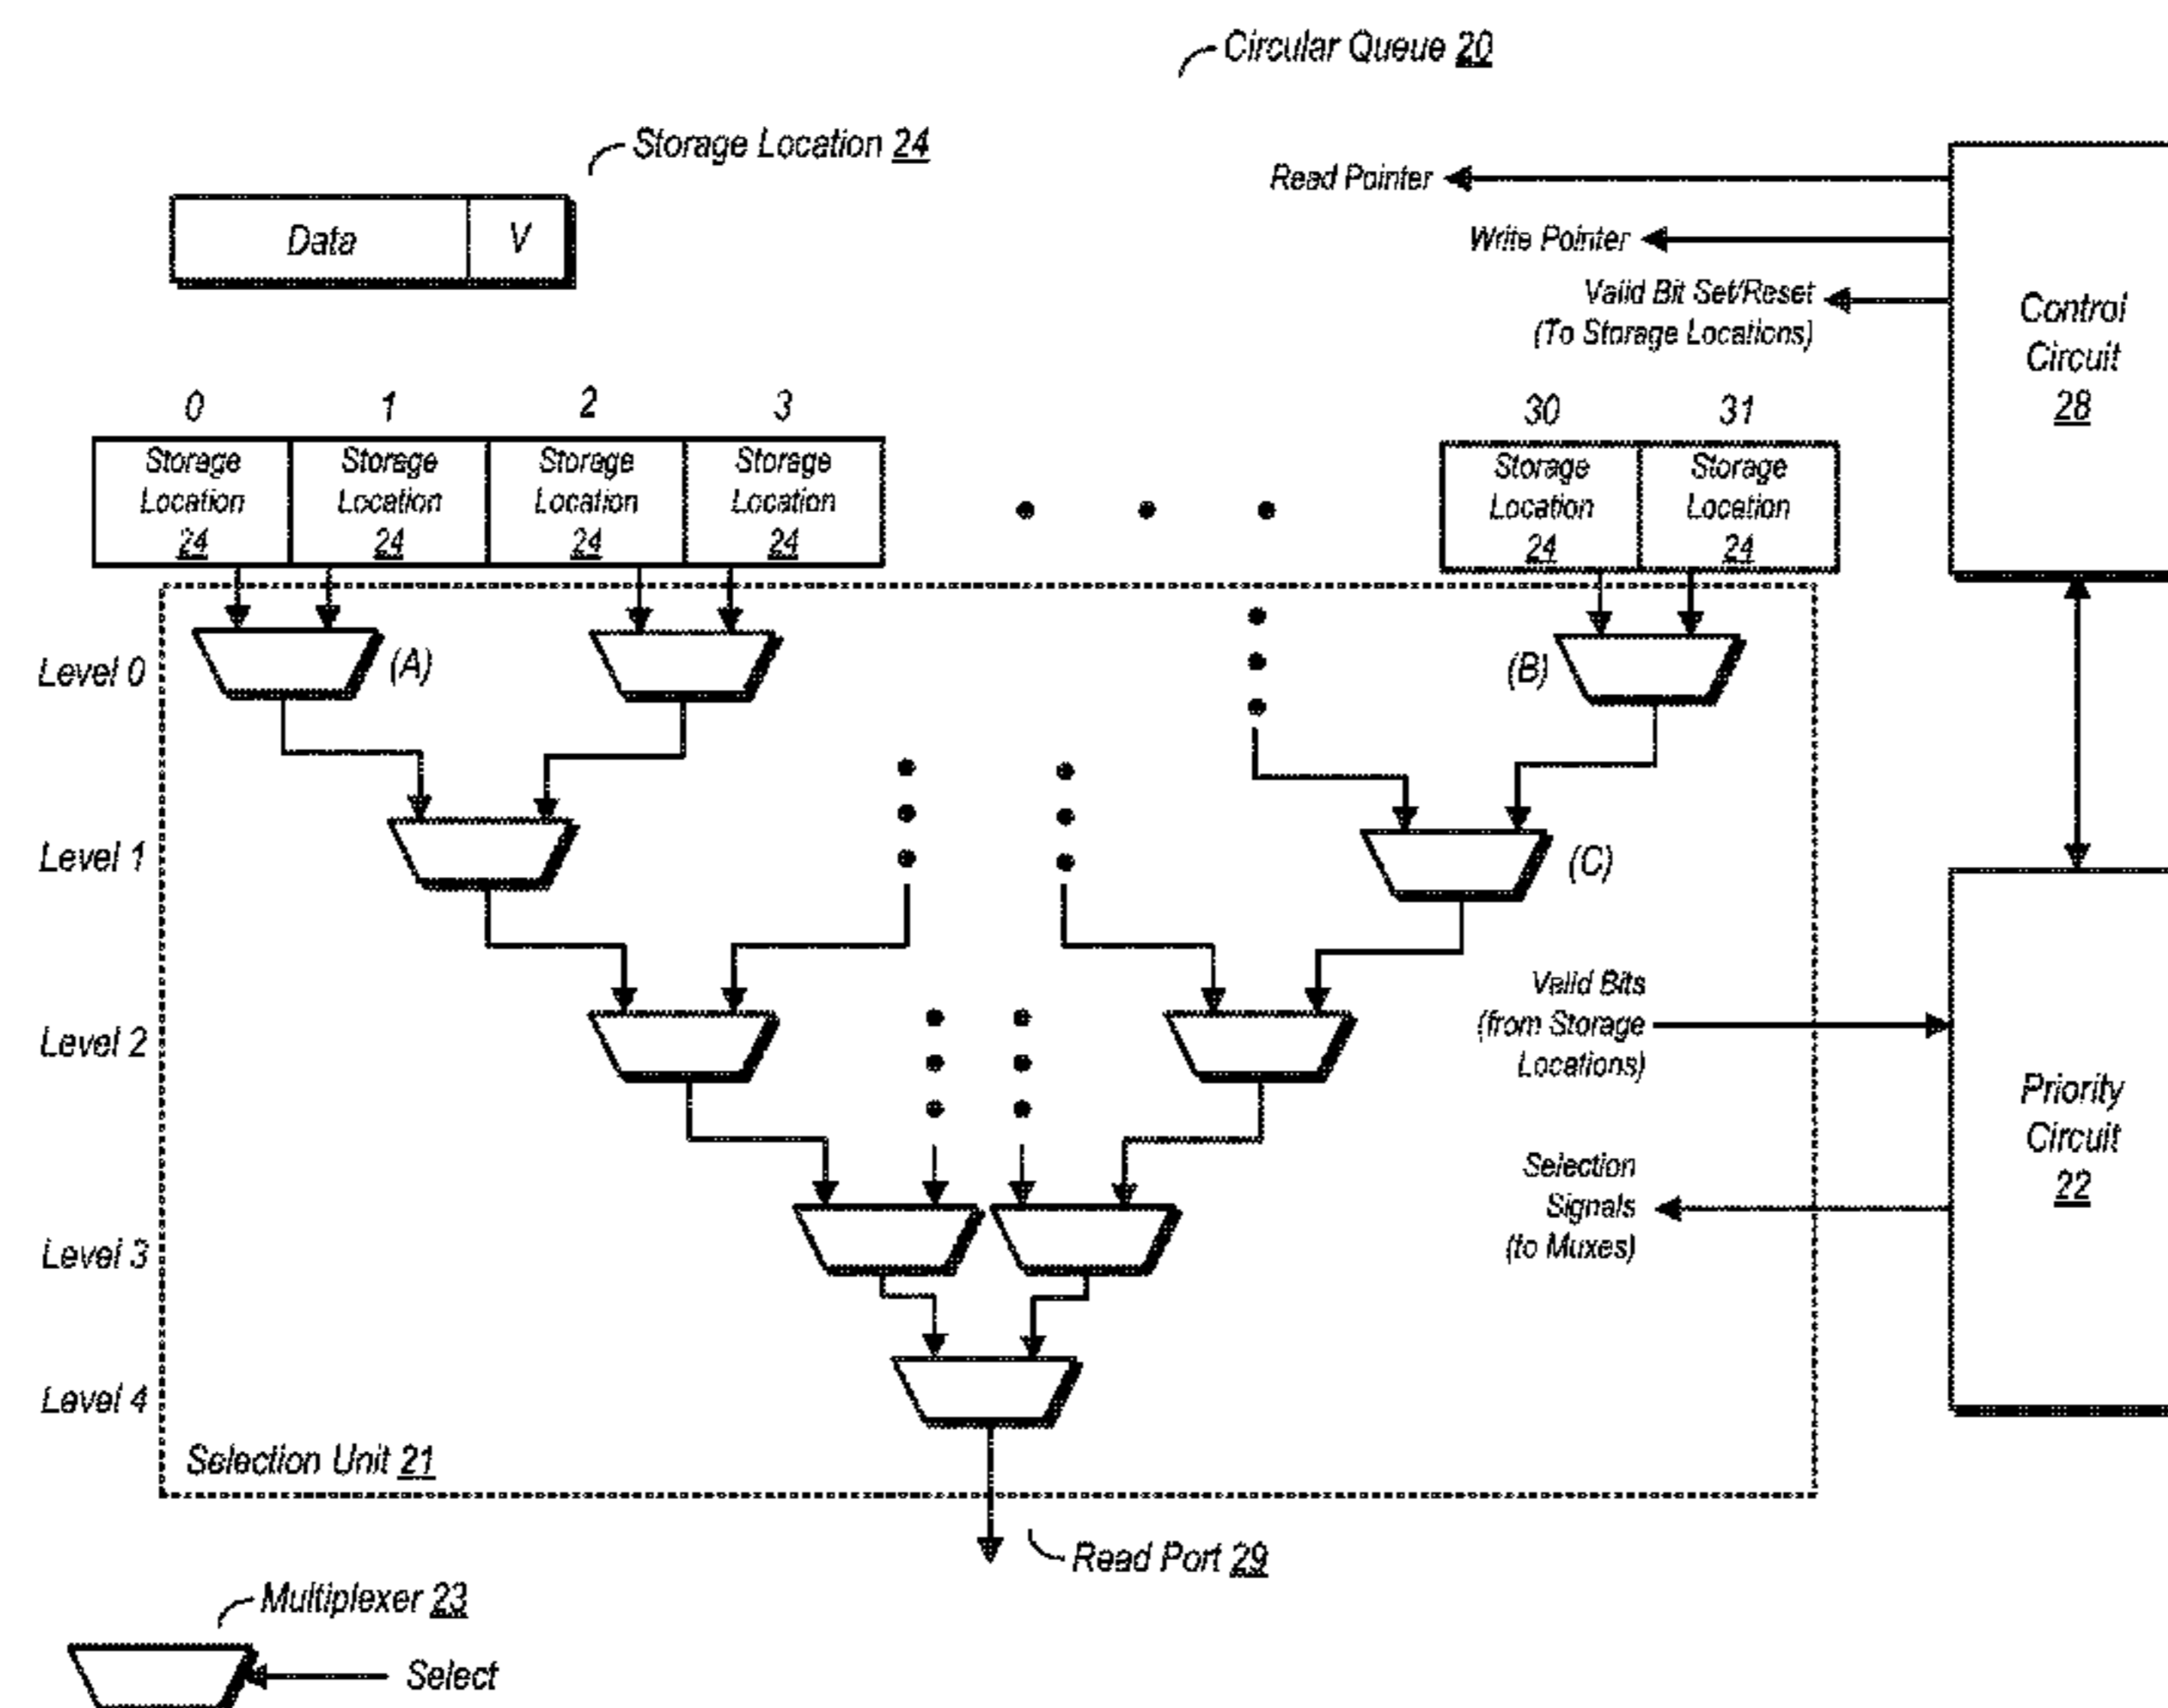 Circular Queue 20
Storage Location 24
Data
V
Read Pointer
Write Pointer
Valid Bit Set/Reset
(To Storage Locations)
Control
Circuit
28
0
1
2
3
30
31
Storage
Location
24
Storage
Location
24
Storage
Location
24
Storage
Location
24
Storage
Location
24
Storage
Location
24
Level 0
(A)
(B)
Level 1
(C)
Level 2
Valid Bits
(from Storage
Locations)
Priority
Circuit
22
Selection
Signals
(to Muxes)
Level 3
Level 4
Selection Unit 21
Read Port 29
Multiplexer 23
Select